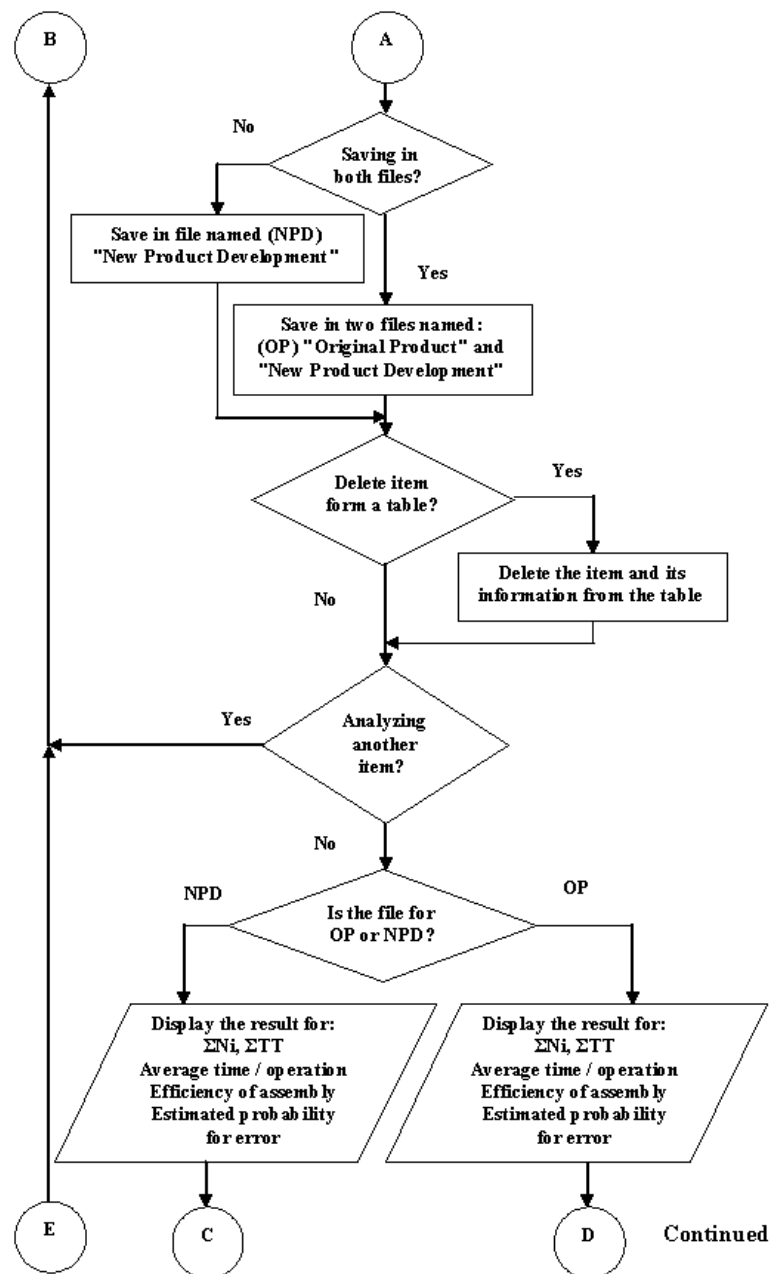 B
A
No
Saving in
both files?
Save in file named (NPD)
"New Product Development"
Yes
Save in two files named:
(OP) "Original Product" and
"New Product Development"
Delete item
form a table?
Yes
Delete the item and its
information from the table
No
Yes
Analyzing
another
item?
No
NPD
OP
Is the file for
OP or NPD?
Display the result for:
ΣNi, ΣTT
Average time / operation
Efficiency of assembly
Estimated probability
for error
Display the result for:
ΣNi, ΣTT
Average time / operation
Efficiency of assembly
Estimated probability
for error
E
C
D
Continued